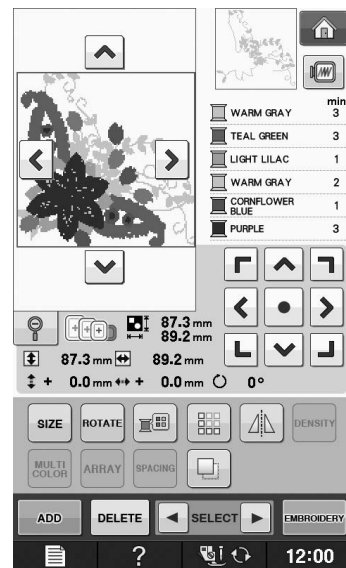 min
WARM GRAY 3
TEAL GREEN 3
LIGHT LILAC 1
WARM GRAY 2
CORNFLOWER
BLUE 1
PURPLE 3
87.3 mm
89.2 mm
87.3 mm 89.2 mm
+ 0.0 mm + 0.0 mm 0°
SIZE ROTATE DENSITY
MULTI
COLOR ARRAY SPACING
ADD DELETE SELECT EMBROIDERY
? 12:00